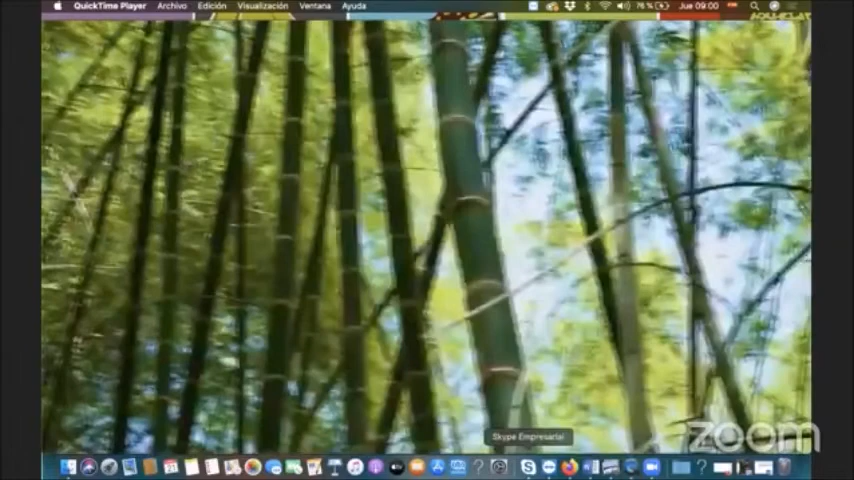 QuickTime Player Archivo Edición Visualización Ventana Ayuda 76 % Jue 09:00
Skype Empresarial
zoom